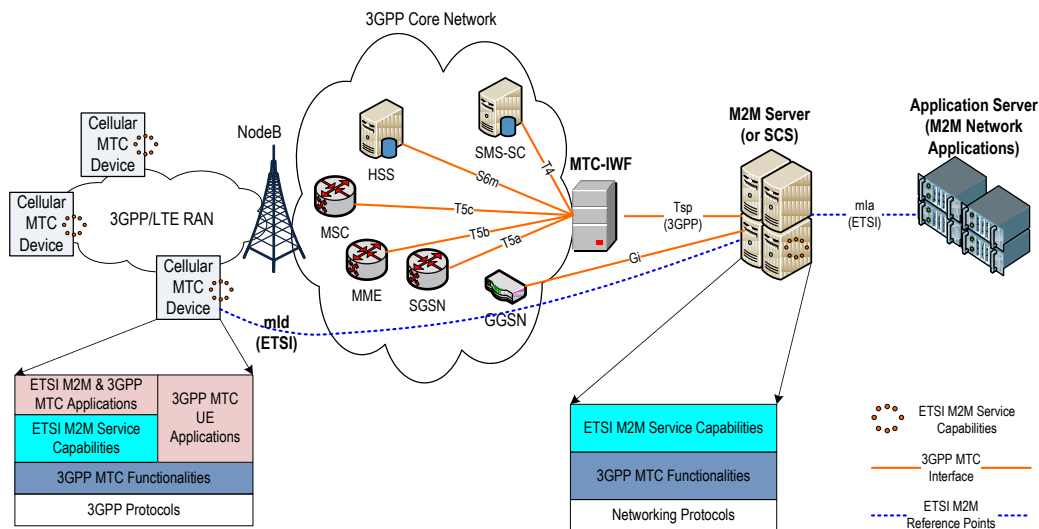 3GPP Core Network
Cellular
MTC
Device
NodeB
HSS
SMS-SC
MTC-IWF
M2M Server
(or SCS)
Application Server
(M2M Network
Applications)
Cellular
MTC
Device
3GPP/LTE RAN
MSC
S6m
T4
T5c
T5b
T5a
Tsp
(3GPP)
mIa
(ETSI)
Cellular
MTC
Device
MME
SGSN
GGSN
Gi
mId
(ETSI)
ETSI M2M & 3GPP
MTC Applications
3GPP MTC
UE
Applications
ETSI M2M Service
Capabilities
3GPP MTC Functionalities
3GPP Protocols
ETSI M2M Service Capabilities
3GPP MTC Functionalities
Networking Protocols
ETSI M2M Service
Capabilities
3GPP MTC
Interface
ETSI M2M
Reference Points